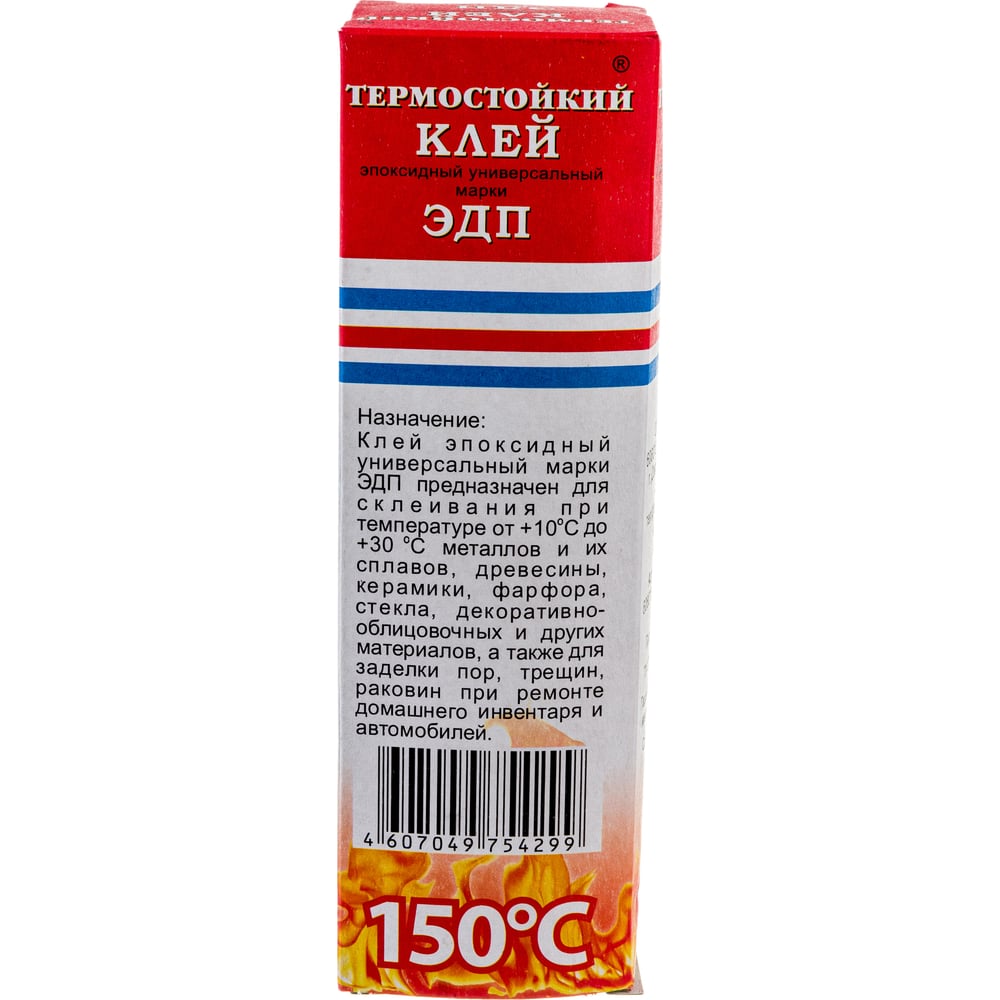 ®
ТЕРМОСТОЙКИЙ
КЛЕЙ
эпоксидный универсальный
марки
ЭДП
Назначение:
Клей эпоксидный
универсальный марки
ЭДП предназначен для
склеивания при
температуре от +10°С до
+30 °С металлов и их
сплавов, древесины,
керамики, фарфора,
стекла, декоративно-
облицовочных и других
материалов, а также для
заделки пор, трещин,
раковин при ремонте
домашнего инвентаря и
автомобилей.
4 607049 754299
150°С